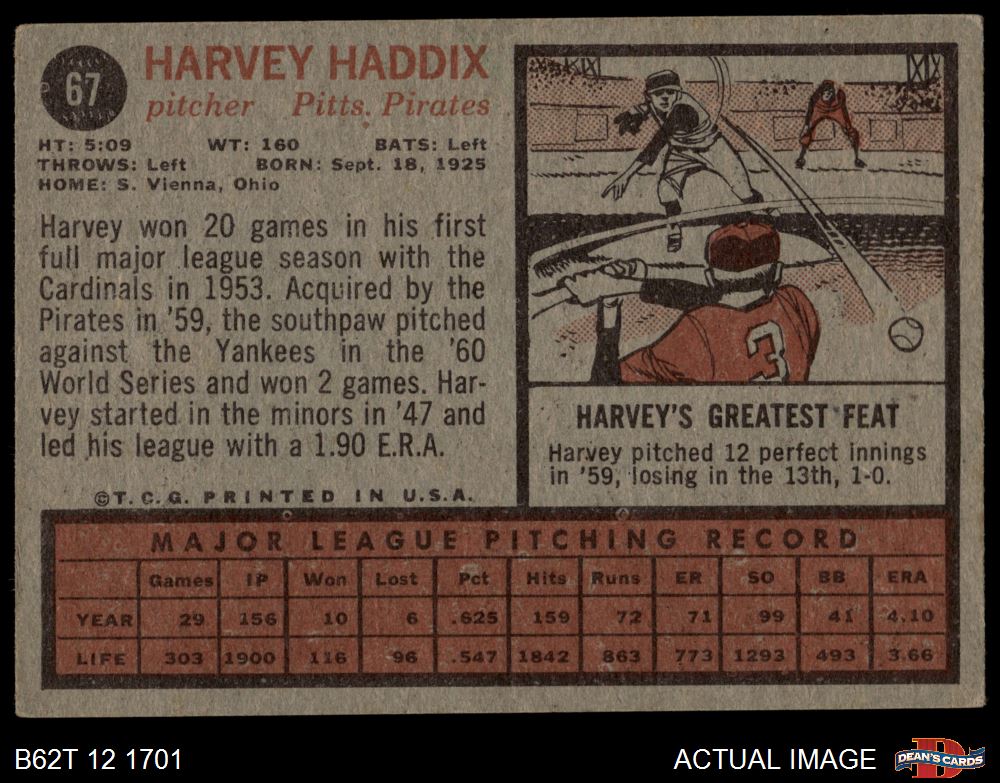 67
HARVEY HADDIX
pitcher Pitts. Pirates
HT: 5:09 WT: 160 BATS: Left
THROWS: Left BORN: Sept. 18, 1925
HOME: S. Vienna, Ohio
Harvey won 20 games in his first
full major league season with the
Cardinals in 1953. Acquired by the
Pirates in '59, the southpaw pitched
against the Yankees in the '60
World Series and won 2 games. Har-
vey started in the minors in '47 and
led his league with a 1.90 E.R.A.
©T. C. G. PRINTED IN U.S.A.
3
HARVEY'S GREATEST FEAT
Harvey pitched 12 perfect innings
in '59, losing in the 13th, 1-0.
MAJOR LEAGUE PITCHING RECORD
Games IP Won Lost Pct Hits Runs ER SO BB ERA
YEAR 29 156 10 6 .625 159 72 71 99 41 4.10
LIFE 303 1900 116 96 .547 1842 863 773 1293 493 3.66
B62T 12 1701
ACTUAL IMAGE
D
DEAN'S CARDS